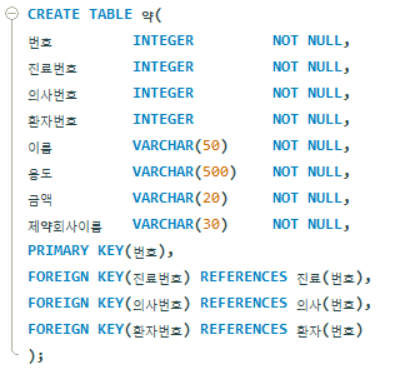 CREATE TABLE 약(
번호 INTEGER NOT NULL,
진료번호 INTEGER NOT NULL,
의사번호 INTEGER NOT NULL,
환자번호 INTEGER NOT NULL,
이름 VARCHAR(50) NOT NULL,
용도 VARCHAR(500) NOT NULL,
금액 VARCHAR(20) NOT NULL,
제약회사이름 VARCHAR(30) NOT NULL,
PRIMARY KEY(번호),
FOREIGN KEY(진료번호) REFERENCES 진료(번호),
FOREIGN KEY(의사번호) REFERENCES 의사(번호),
FOREIGN KEY(환자번호) REFERENCES 환자(번호)
);